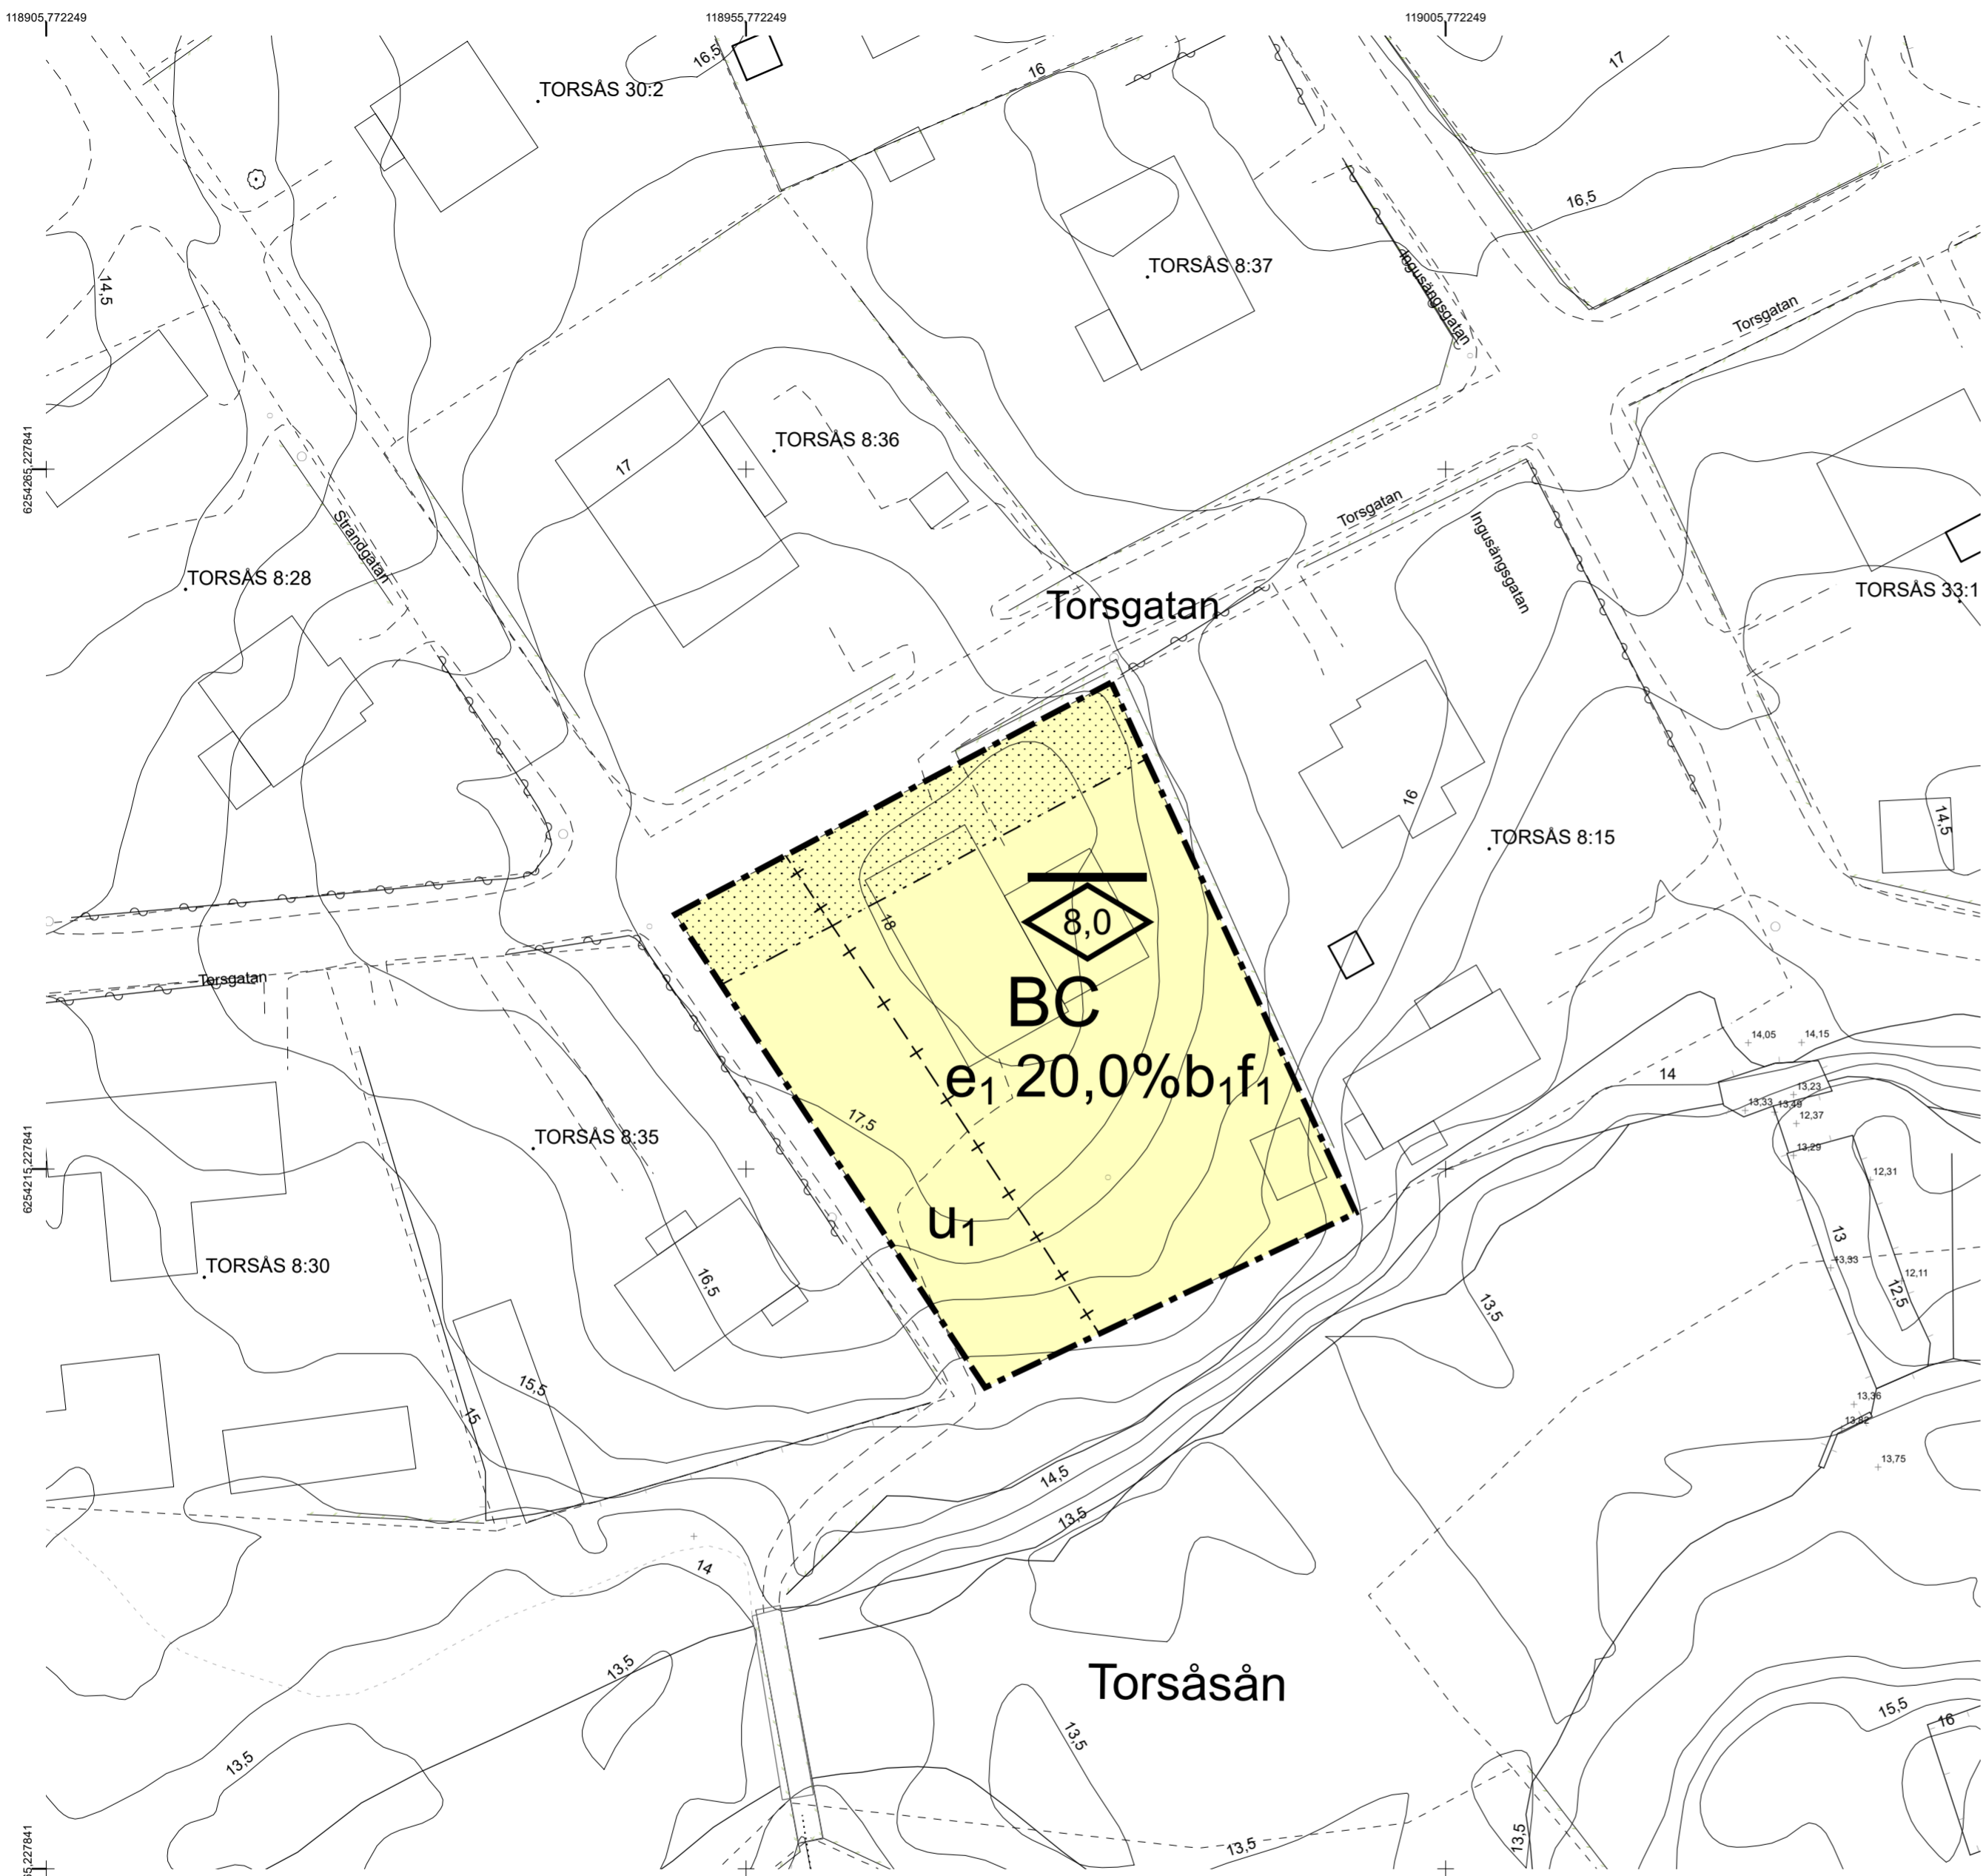 118905,772249
118955,772249
119005,772249
16,5
16
17
TORSÅS 30:2
16,5
TORSÅS 8:37
14,5
Ingusängsgatan
Torsgatan
6254265,227841
TORSÅS 8:36
17
Torsgatan
Strandgatan
Ingusängsgatan
TORSÅS 8:28
TORSÅS 33:1
Torsgatan
16
14,5
TORSÅS 8:15
18
8,0
Torsgatan
BC
14,05
14,15
14
e₁ 20,0%b₁f₁
13,23
13,33
13,49
12,37
17,5
TORSÅS 8:35
13,29
6254215,227841
12,31
u₁
13
TORSÅS 8:30
13,33
12,11
16,5
12,5
13,5
15,5
15
13,36
13,82
13,75
14,5
13,5
14
13,5
Torsåsån
15,5
16
13,5
13,5
13,5
13,5
65,227841